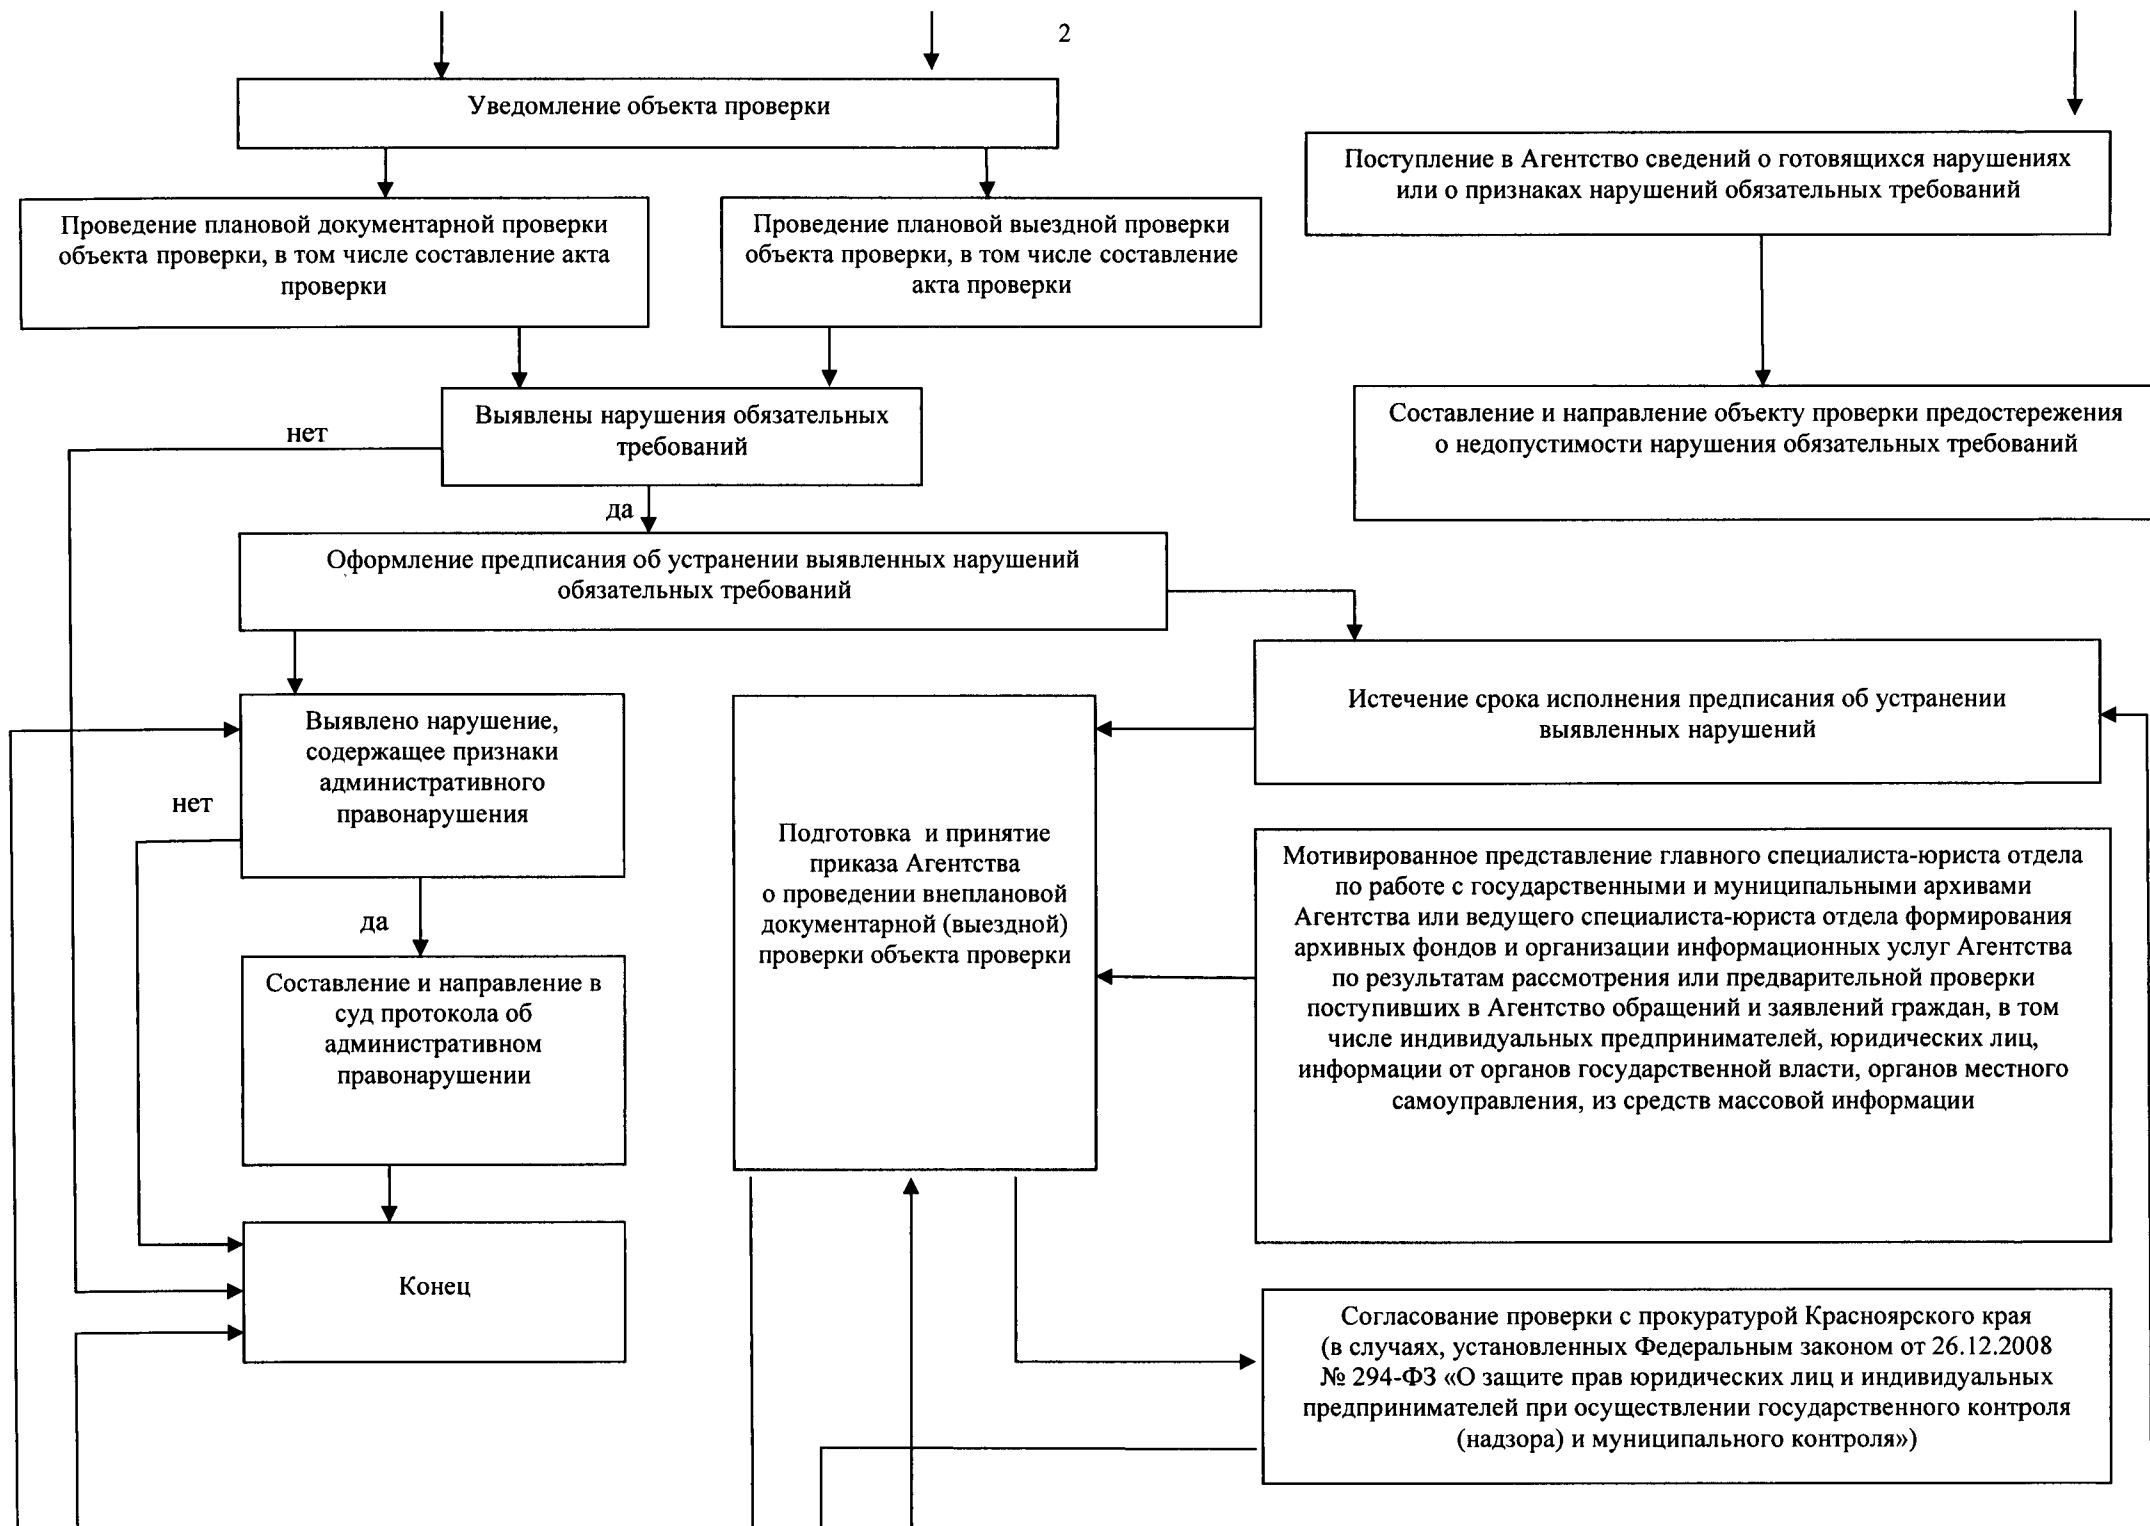 2
Уведомление объекта проверки
Поступление в Агентство сведений о готовящихся нарушениях
или о признаках нарушений обязательных требований
Проведение плановой документарной проверки
объекта проверки, в том числе составление акта
проверки
Проведение плановой выездной проверки
объекта проверки, в том числе составление
акта проверки
Выявлены нарушения обязательных
требований
нет
да
Составление и направление объекту проверки предостережения
о недопустимости нарушения обязательных требований
Оформление предписания об устранении выявленных нарушений
обязательных требований
Истечение срока исполнения предписания об устранении
выявленных нарушений
Выявлено нарушение,
содержащее признаки
административного
правонарушения
нет
да
Подготовка и принятие
приказа Агентства
о проведении внеплановой
документарной (выездной)
проверки объекта проверки
Мотивированное представление главного специалиста-юриста отдела
по работе с государственными и муниципальными архивами
Агентства или ведущего специалиста-юриста отдела формирования
архивных фондов и организации информационных услуг Агентства
по результатам рассмотрения или предварительной проверки
поступивших в Агентство обращений и заявлений граждан, в том
числе индивидуальных предпринимателей, юридических лиц,
информации от органов государственной власти, органов местного
самоуправления, из средств массовой информации
Составление и направление в
суд протокола об
административном
правонарушении
Конец
Согласование проверки с прокуратурой Красноярского края
(в случаях, установленных Федеральным законом от 26.12.2008
№ 294-ФЗ «О защите прав юридических лиц и индивидуальных
предпринимателей при осуществлении государственного контроля
(надзора) и муниципального контроля»)